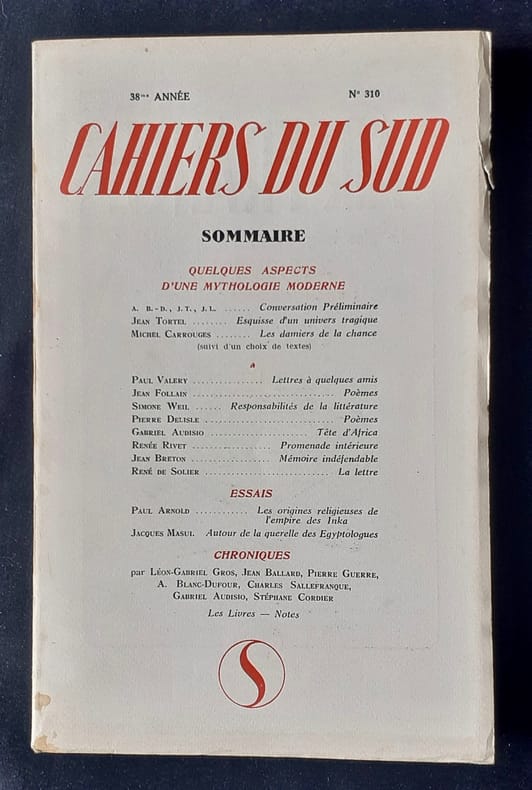 38me ANNÉE N° 310
CAHIERS DU SUD
SOMMAIRE
QUELQUES ASPECTS
D'UNE MYTHOLOGIE MODERNE
A. B.-D., J. T., J. L. ...... Conversation Préliminaire
JEAN TORTEL ........ Esquisse d'un univers tragique
MICHEL CARROUGES ........ Les damiers de la chance
(suivi d'un choix de textes)
PAUL VALERY ................ Lettres à quelques amis
JEAN FOLLAIN ................................ Poèmes
SIMONE WEIL ...... Responsabilités de la littérature
PIERRE DELISLE ................................ Poèmes
GABRIEL AUDISIO ...................... Tête d'Africa
RENÉE RIVET .................. Promenade intérieure
JEAN BRETON .................. Mémoire indéfendable
RENÉ DE SOLIER ............................ La lettre
ESSAIS
PAUL ARNOLD ............ Les origines religieuses de
l'empire des Inka
JACQUES MASUI. Autour de la querelle des Egyptologues
CHRONIQUES
par LÉON-GABRIEL GROS, JEAN BALLARD, PIERRE GUERRE,
A. BLANC-DUFOUR, CHARLES SALLEFRANQUE,
GABRIEL AUDISIO, STÉPHANE CORDIER
Les Livres — Notes
S